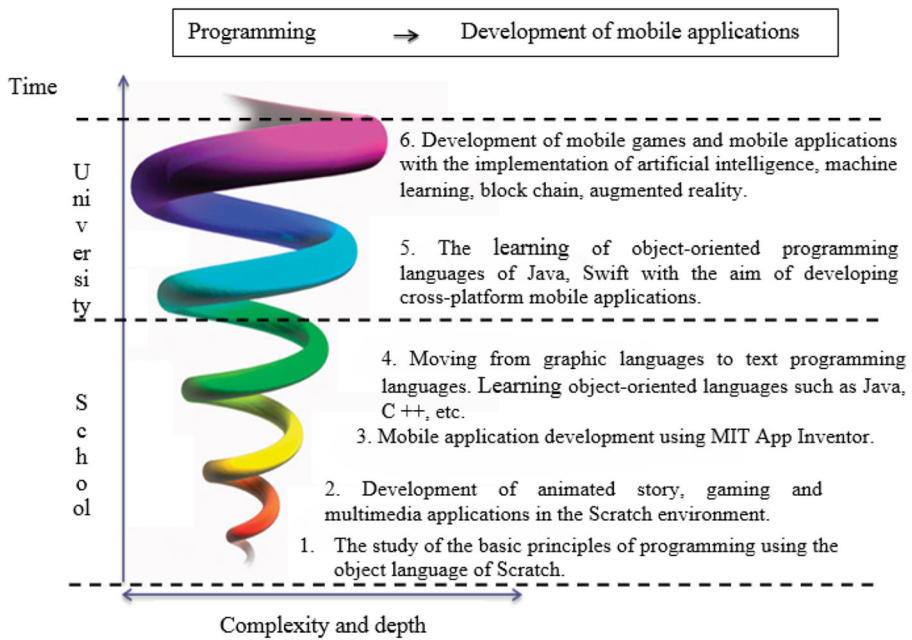 Programming → Development of mobile applications
Time
6. Development of mobile games and mobile applications
with the implementation of artificial intelligence, machine
learning, block chain, augmented reality.
U
ni
v
er
si
ty
5. The learning of object-oriented programming
languages of Java, Swift with the aim of developing
cross-platform mobile applications.
4. Moving from graphic languages to text programming
languages. Learning object-oriented languages such as Java,
C ++, etc.
3. Mobile application development using MIT App Inventor.
S
c
h
o
ol
2. Development of animated story, gaming and
multimedia applications in the Scratch environment.
1. The study of the basic principles of programming using the
object language of Scratch.
Complexity and depth